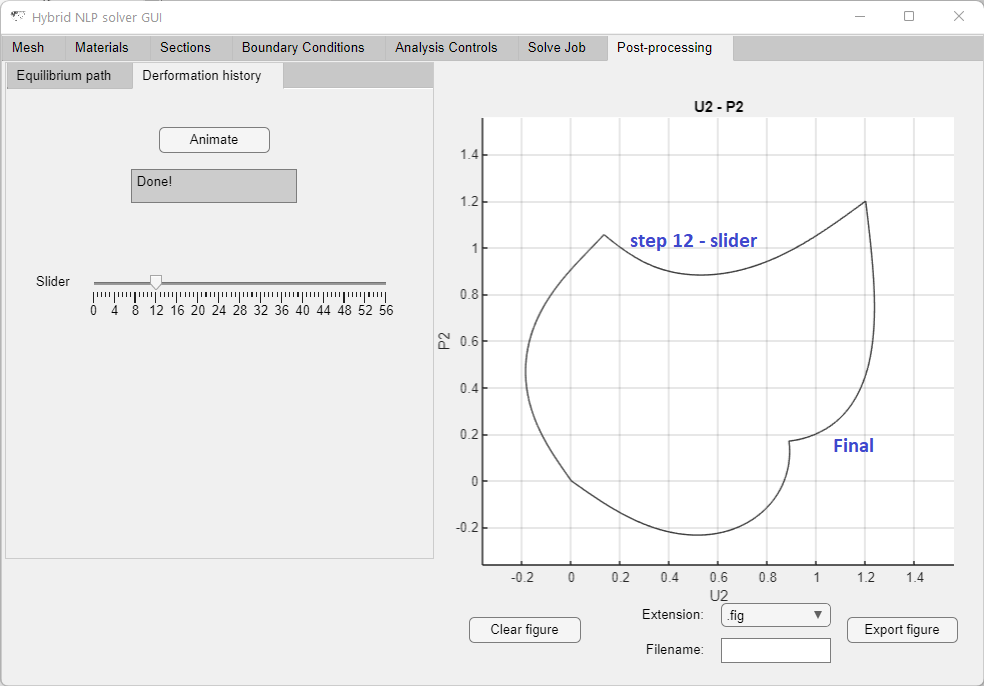 Hybrid NLP solver GUI
Mesh Materials Sections Boundary Conditions Analysis Controls Solve Job Post-processing
Equilibrium path Derformation history
Animate
Done!
Slider
0 4 8 12 16 20 24 28 32 36 40 44 48 52 56
U2 - P2
1.4
1.2
1
0.8
0.6
0.4
0.2
0
-0.2
P2
step 12 - slider
Final
-0.2 0 0.2 0.4 0.6 0.8 1 1.2 1.4
U2
Extension: .fig
Clear figure Export figure
Filename: